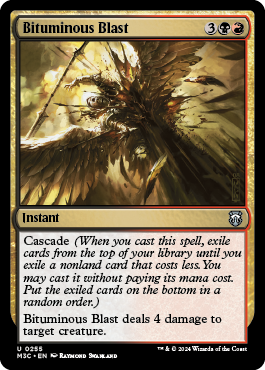 Bituminous Blast 3BR
Instant
Cascade (When you cast this spell, exile
cards from the top of your library until you
exile a nonland card that costs less. You
may cast it without paying its mana cost.
Put the exiled cards on the bottom in a
random order.)
Bituminous Blast deals 4 damage to
target creature.
U 0255
M3C • EN Raymond Swanland
™ & © 2024 Wizards of the Coast